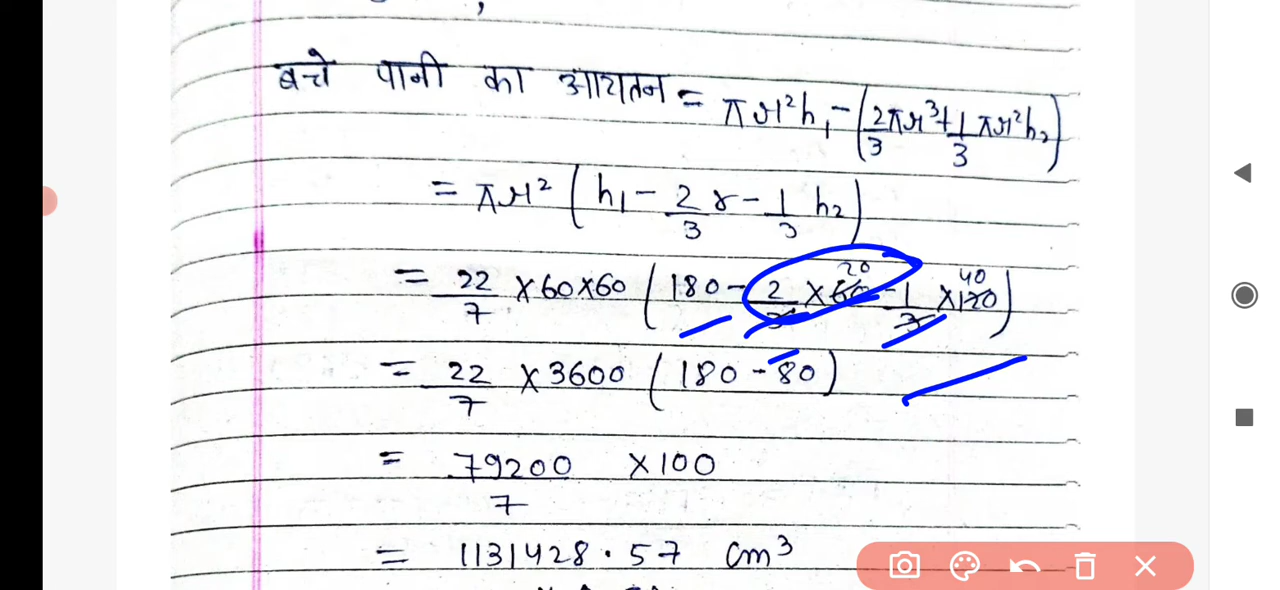 बचे पानी का आयतन = πr²h₁ - (2/3 πr³ + 1/3 πr²h₂)
= πr² (h₁ - 2/3 r - 1/3 h₂)
= 22/7 × 60 × 60 (180 - 2/3 × 60 20 - 1/3 × 120 40)
= 22/7 × 3600 (180 - 80)
= 79200/7 × 100
= 1131428.57 cm³